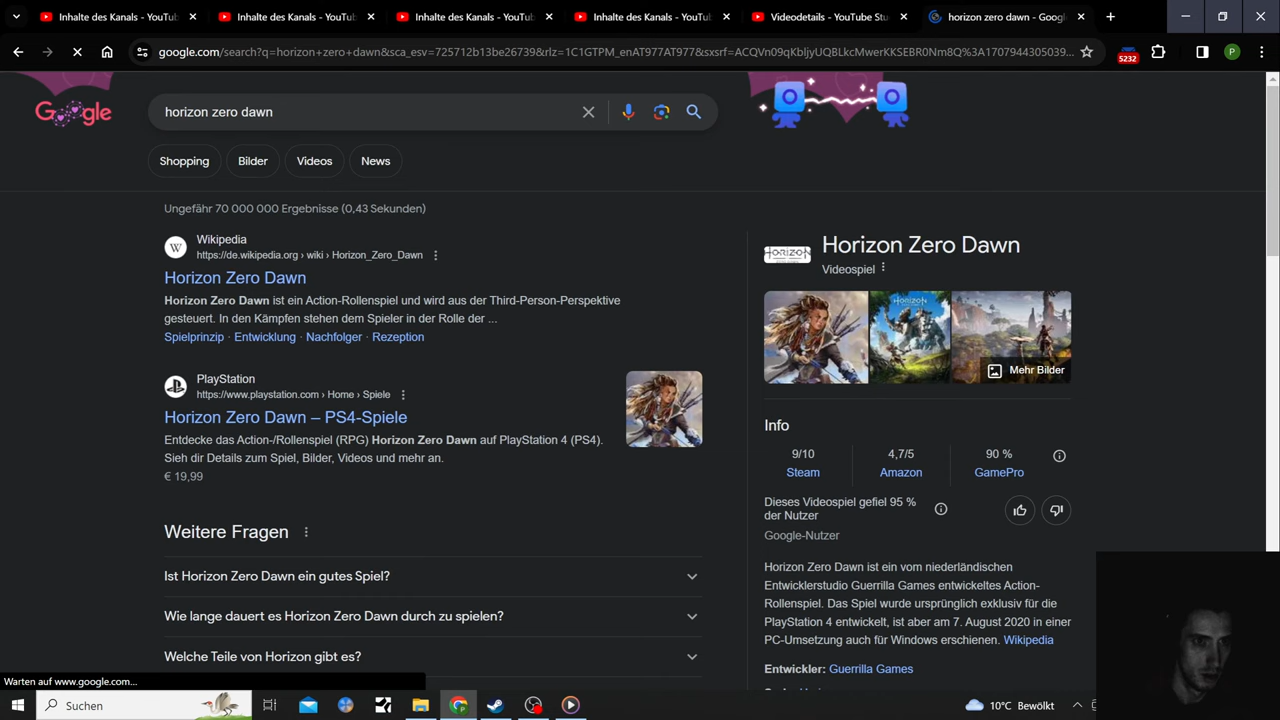 Inhalte des Kanals - YouTub
Inhalte des Kanals - YouTub
Inhalte des Kanals - YouTub
Inhalte des Kanals - YouTub
Videodetails - YouTube Stu
horizon zero dawn - Google
google.com/search?q=horizon+zero+dawn&sca_esv=725712b13be26739&rlz=1C1GTPM_enAT977AT977&sxsrf=ACQVn09qKbljyUQBLkcMwerKKSEBR0Nm8Q%3A1707944305039...
5232
P
Google
horizon zero dawn
Shopping
Bilder
Videos
News
Ungefähr 70 000 000 Ergebnisse (0,43 Sekunden)
W
Wikipedia
https://de.wikipedia.org › wiki › Horizon_Zero_Dawn
Horizon Zero Dawn
Horizon Zero Dawn ist ein Action-Rollenspiel und wird aus der Third-Person-Perspektive
gesteuert. In den Kämpfen stehen dem Spieler in der Rolle der ...
Spielprinzip · Entwicklung · Nachfolger · Rezeption
PlayStation
https://www.playstation.com › Home › Spiele
Horizon Zero Dawn – PS4-Spiele
Entdecke das Action-/Rollenspiel (RPG) Horizon Zero Dawn auf PlayStation 4 (PS4).
Sieh dir Details zum Spiel, Bilder, Videos und mehr an.
€ 19,99
Weitere Fragen
Ist Horizon Zero Dawn ein gutes Spiel?
Wie lange dauert es Horizon Zero Dawn durch zu spielen?
Welche Teile von Horizon gibt es?
HORIZON
Horizon Zero Dawn
Videospiel
HORIZON
Mehr Bilder
Info
9/10
Steam
4,7/5
Amazon
90 %
GamePro
Dieses Videospiel gefiel 95 %
der Nutzer
Google-Nutzer
Horizon Zero Dawn ist ein vom niederländischen
Entwicklerstudio Guerrilla Games entwickeltes Action-
Rollenspiel. Das Spiel wurde ursprünglich exklusiv für die
PlayStation 4 entwickelt, ist aber am 7. August 2020 in einer
PC-Umsetzung auch für Windows erschienen. Wikipedia
Entwickler: Guerrilla Games
Warten auf www.google.com...
Suchen
10°C Bewölkt